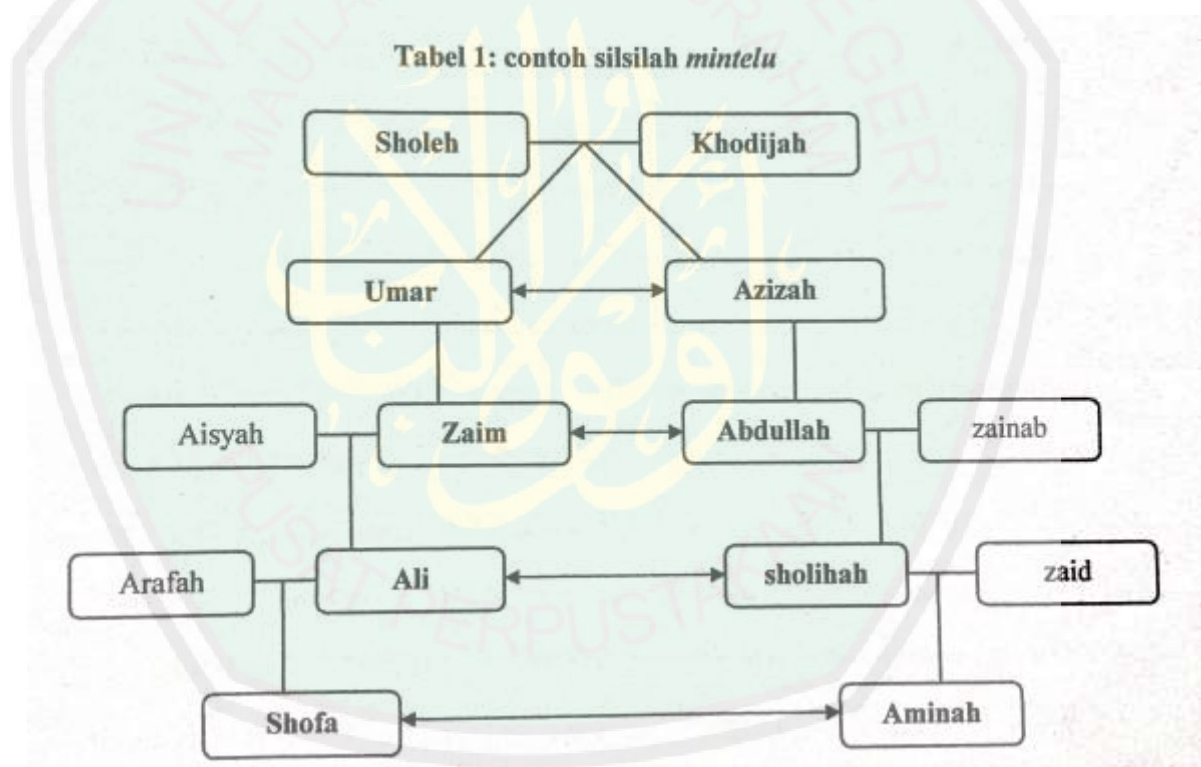 Tabel 1: contoh silsilah mintelu
Sholeh
Khodijah
Umar
Azizah
Aisyah
Zaim
Abdullah
zainab
Arafah
Ali
sholihah
zaid
Shofa
Aminah